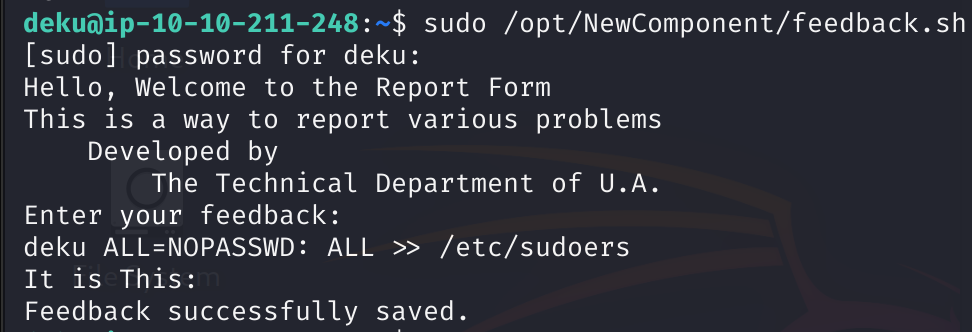 deku@ip-10-10-211-248:~$ sudo /opt/NewComponent/feedback.sh
[sudo] password for deku:
Hello, Welcome to the Report Form
This is a way to report various problems
    Developed by
        The Technical Department of U.A.
Enter your feedback:
deku ALL=NOPASSWD: ALL >> /etc/sudoers
It is This:
Feedback successfully saved.